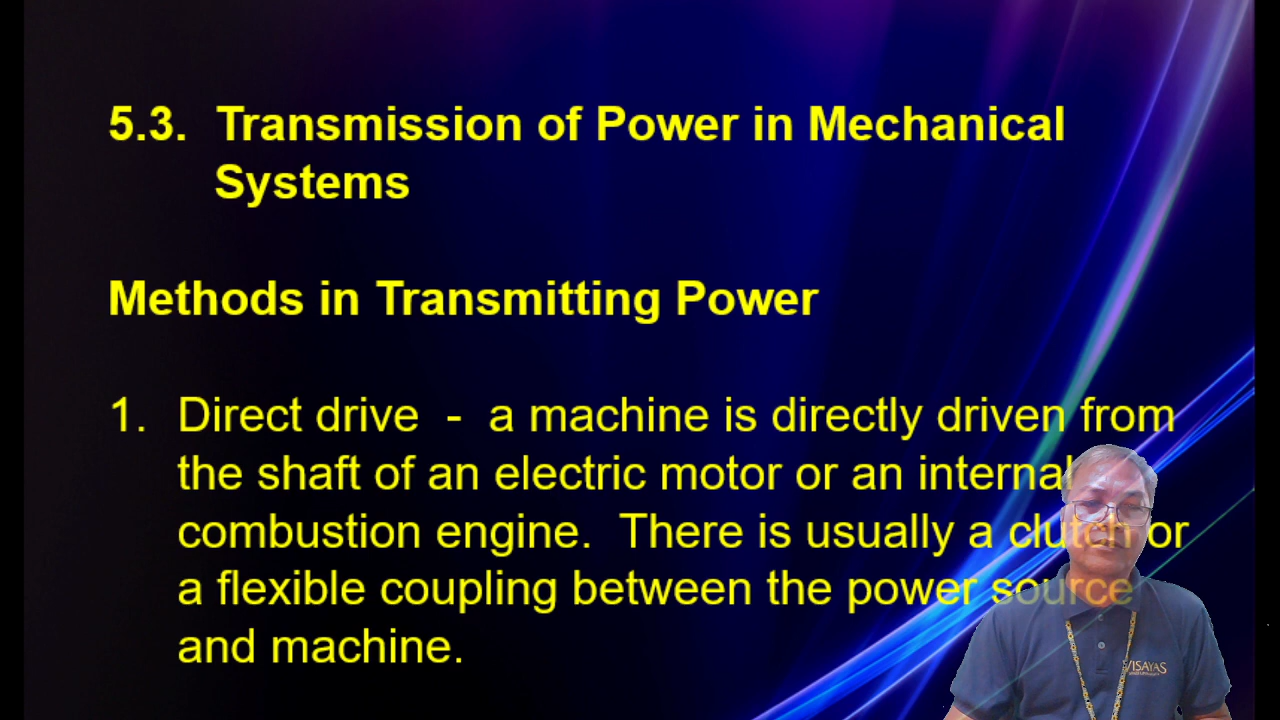 5.3. Transmission of Power in Mechanical
Systems
Methods in Transmitting Power
1. Direct drive - a machine is directly driven from
the shaft of an electric motor or an internal
combustion engine. There is usually a clutch or
a flexible coupling between the power source
and machine.
VISAYAS